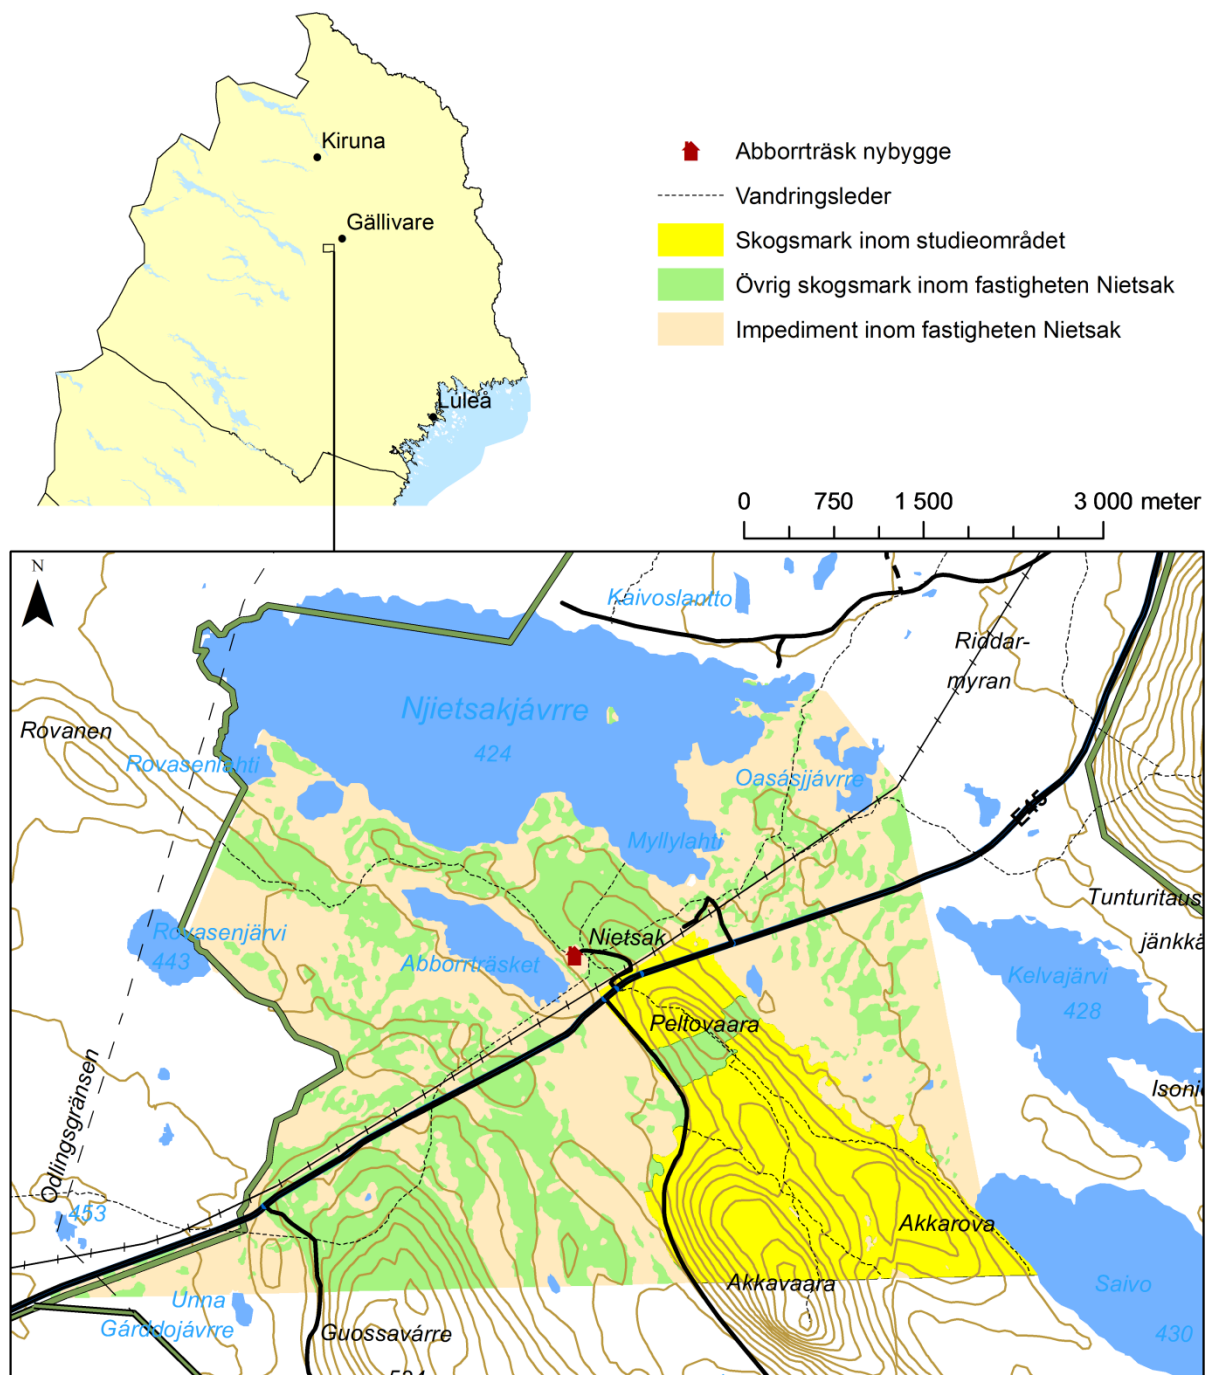 Kiruna
Gällivare
Luleå
Abborrträsk nybygge
Vandringsleder
Skogsmark inom studieområdet
Övrig skogsmark inom fastigheten Nietsak
Impediment inom fastigheten Nietsak
0 750 1 500 3 000 meter
N
Kaivoslantto
Riddar-
myran
Njietsakjávrre
424
Rovanen
Rovasenlahti
Oasásjjávrre
E45
Myllylahti
Tunturitaus
jänkkä
Rovasenjärvi
443
Nietsak
Abborrträsket
Kelvajärvi
428
Peltovaara
Odlingsgränsen
453
Akkarova
Akkavaara
Saivo
430
Unna
Gárddojávrre
Guossavárre